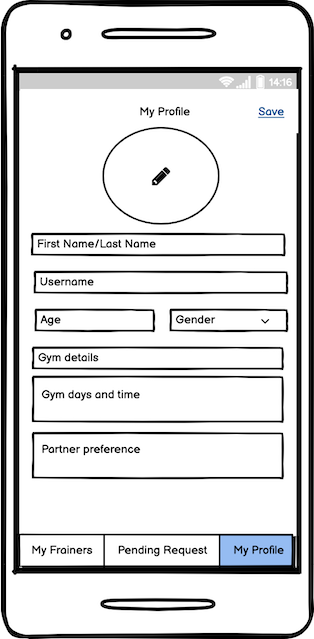 14:16
My Profile
Save
First Name/Last Name
Username
Age
Gender
Gym details
Gym days and time
Partner preference
My Frainers
Pending Request
My Profile